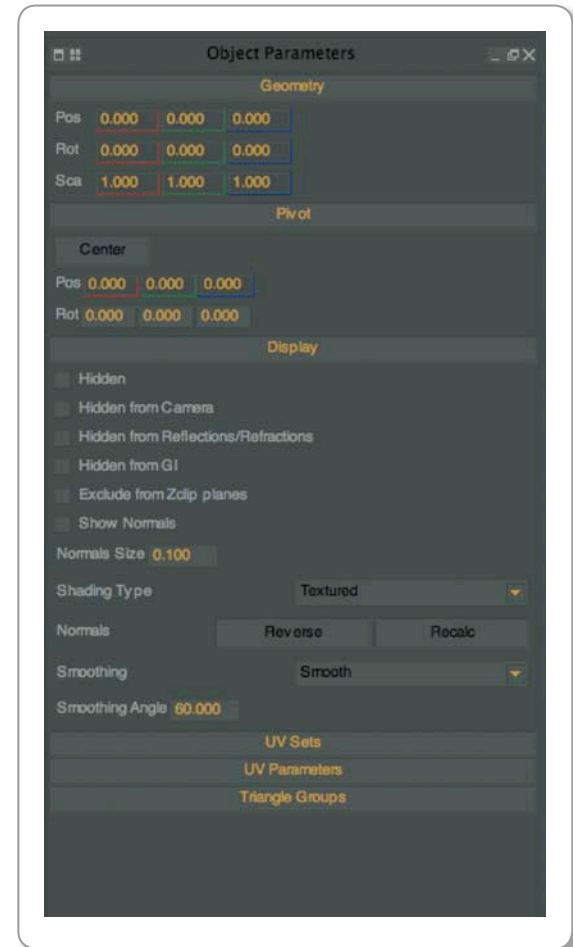 Object Parameters
Geometry
Pos 0.000 0.000 0.000
Rot 0.000 0.000 0.000
Sca 1.000 1.000 1.000
Pivot
Center
Pos 0.000 0.000 0.000
Rot 0.000 0.000 0.000
Display
Hidden
Hidden from Camera
Hidden from Reflections/Refractions
Hidden from GI
Exclude from Zclip planes
Show Normals
Normals Size 0.100
Shading Type Textured
Normals Reverse Recalc
Smoothing Smooth
Smoothing Angle 60.000
UV Sets
UV Parameters
Triangle Groups